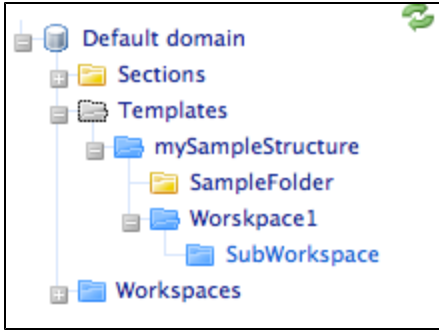 Default domain
Sections
Templates
mySampleStructure
SampleFolder
Worskpace1
SubWorkspace
Workspaces